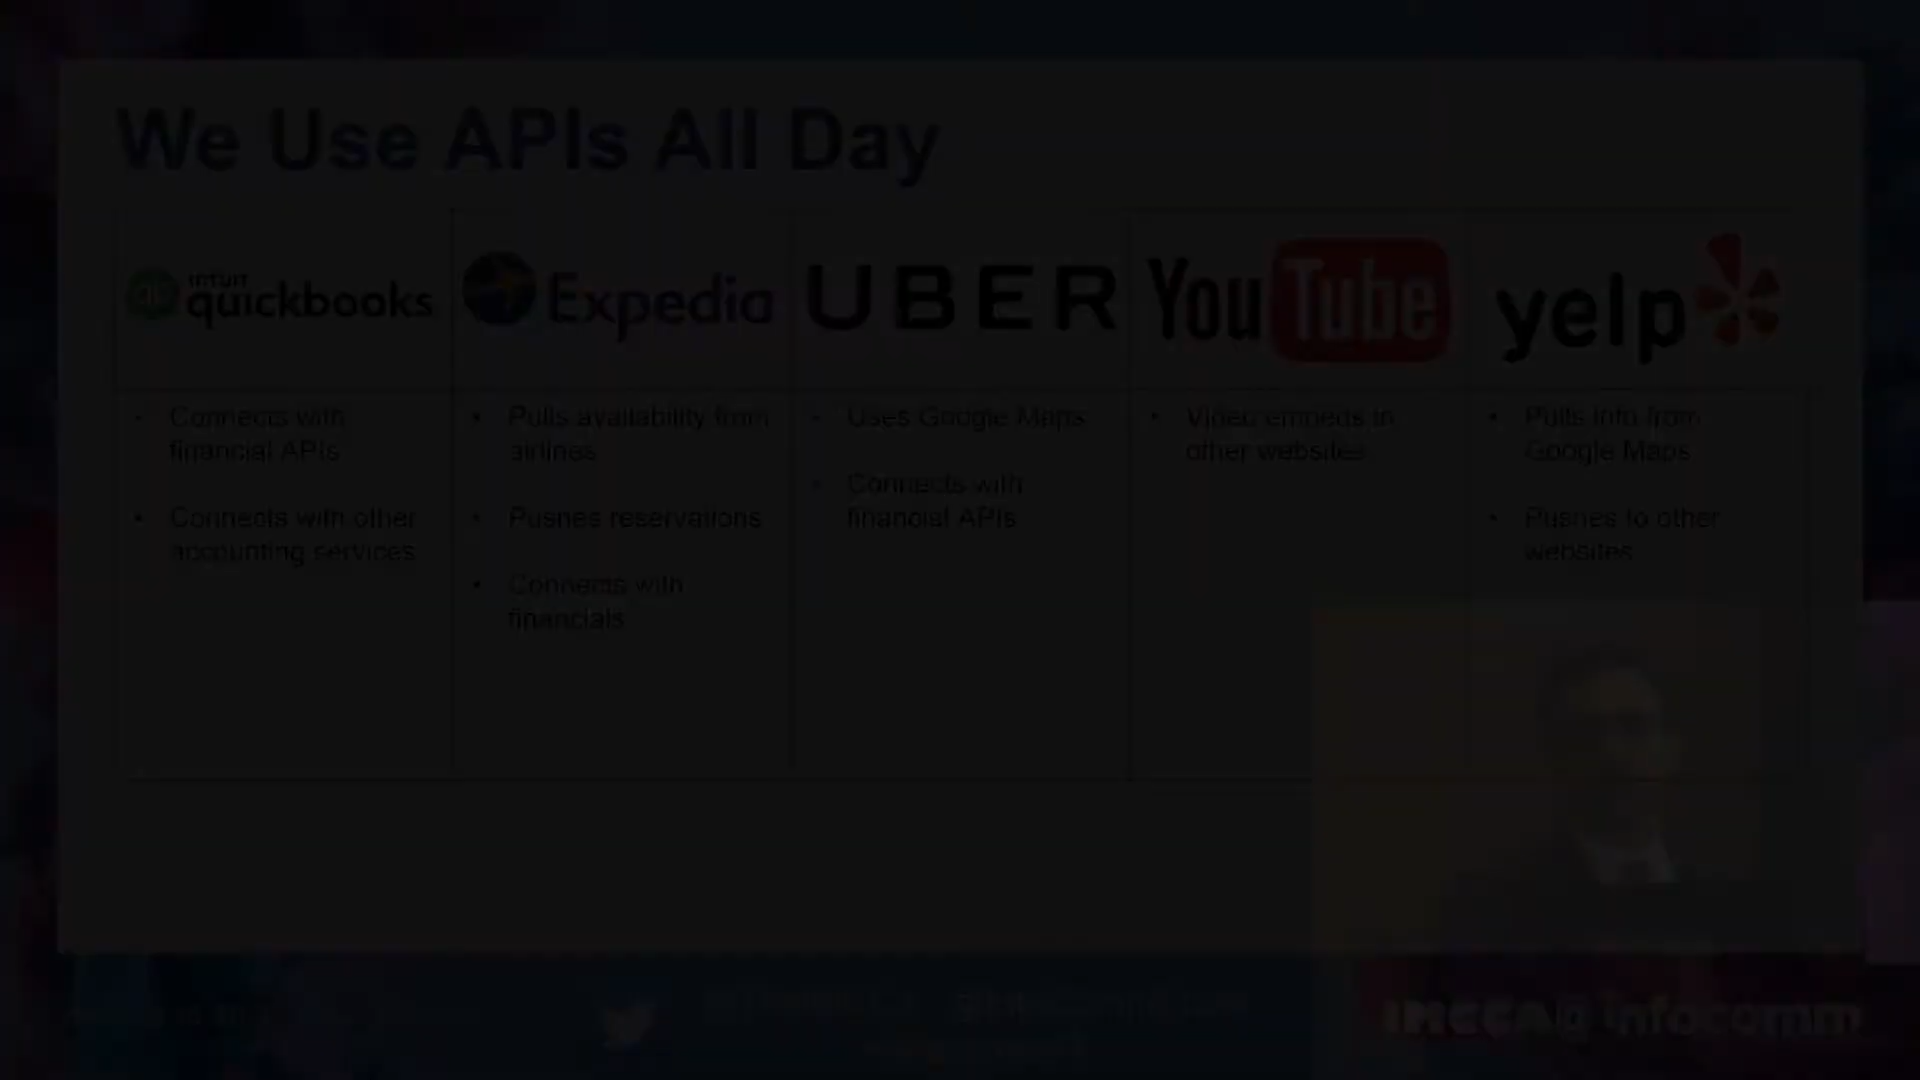 We Use APIs All Day
intuit
quickbooks
Expedia
UBER
YouTube
yelp
• Connects with
financial APIs
• Connects with other
accounting services
• Pulls availability from
airlines
• Pushes reservations
• Connects with
financials
• Uses Google Maps
• Connects with
financial APIs
• Video embeds in
other websites
• Pulls info from
Google Maps
• Pushes to other
websites
IMCCA@infocomm